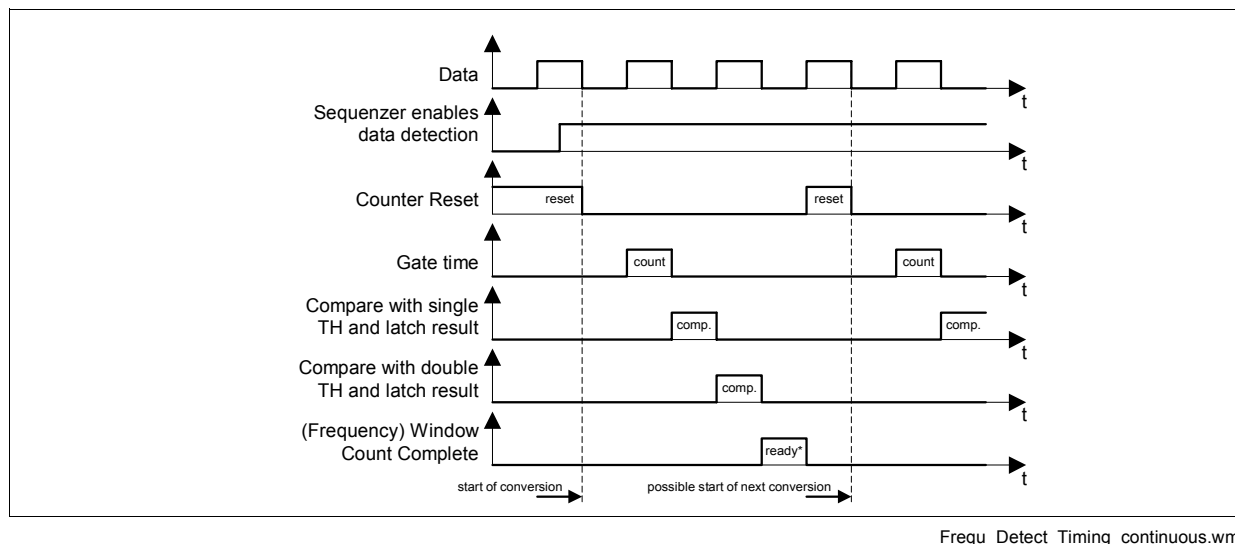 Data
t
Sequenzer enables
data detection
t
Counter Reset
reset
reset
t
Gate time
count
count
t
Compare with single
TH and latch result
comp.
comp.
t
Compare with double
TH and latch result
comp.
t
(Frequency) Window
Count Complete
ready*
t
start of conversion
possible start of next conversion
Frequ_Detect_Timing_continuous.wm